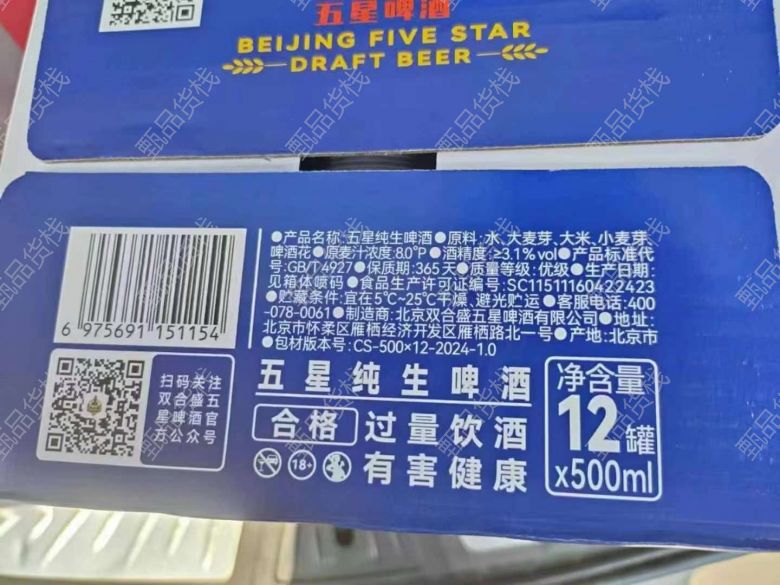 五星啤酒
BEIJING FIVE STAR
DRAFT BEER
●产品名称:五星纯生啤酒●原料:水、大麦芽、大米、小麦芽、
啤酒花●原麦汁浓度:8.0°P ●酒精度:≥3.1%vol●产品标准代
号:GB/T 4927●保质期:365天●质量等级:优级●生产日期:
见箱体喷码●食品生产许可证编号:SC11511160422423
●贮藏条件:宜在5℃~25℃干燥、避光贮运●客服电话:400
-078-0061●制造商:北京双合盛五星啤酒有限公司●地址:
北京市怀柔区雁栖经济开发区雁栖路北一号●产地:北京市
●包材版本号:CS-500×12-2024-1.0
6 975691 151154
扫码关注
双合盛五
星啤酒官
方公众号
五星纯生啤酒
合格
过量饮酒
有害健康
18+
净含量
12罐
x500ml
甄品货栈